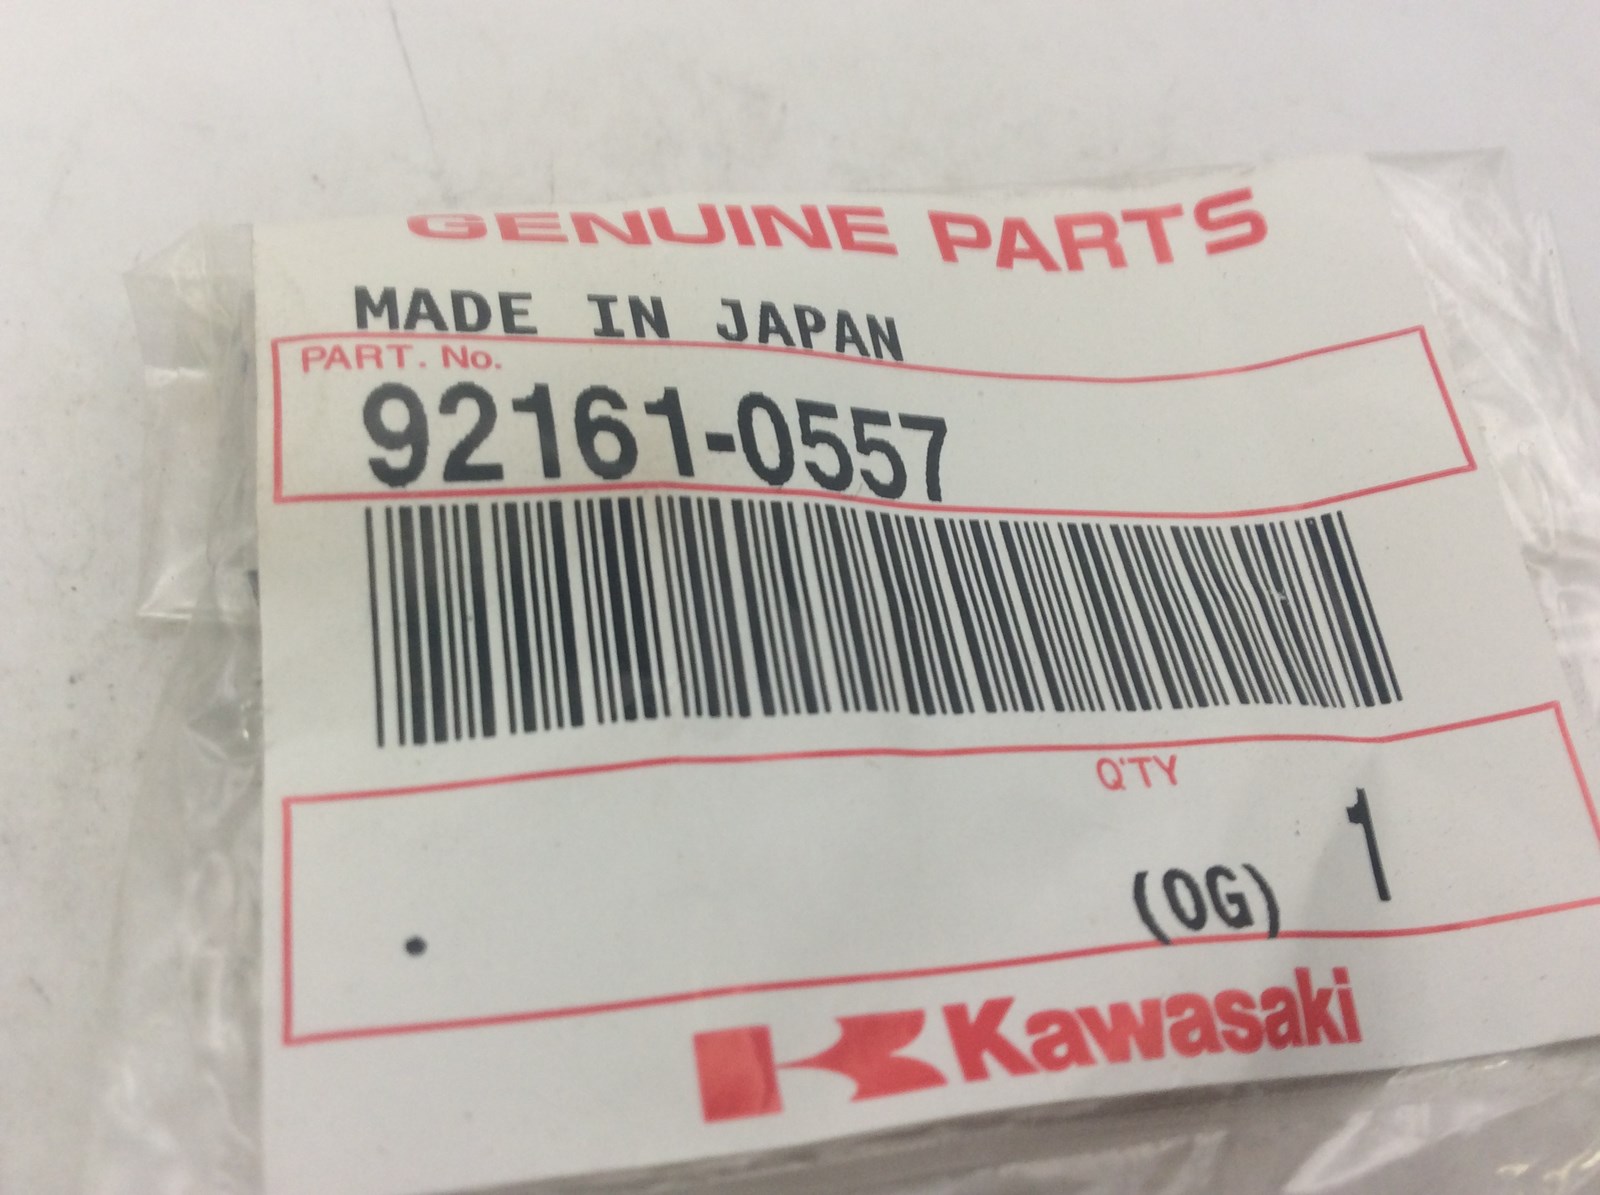 GENUINE PARTS
MADE IN JAPAN
PART. No.
92161-0557
Q'TY
(OG) 1
Kawasaki